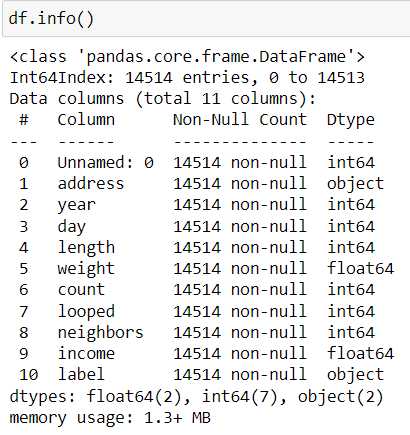 df.info()
<class 'pandas.core.frame.DataFrame'>
Int64Index: 14514 entries, 0 to 14513
Data columns (total 11 columns):
 #   Column      Non-Null Count  Dtype
---  ------      --------------  -----
 0   Unnamed: 0  14514 non-null  int64
 1   address     14514 non-null  object
 2   year        14514 non-null  int64
 3   day         14514 non-null  int64
 4   length      14514 non-null  int64
 5   weight      14514 non-null  float64
 6   count       14514 non-null  int64
 7   looped      14514 non-null  int64
 8   neighbors   14514 non-null  int64
 9   income      14514 non-null  float64
 10  label       14514 non-null  object
dtypes: float64(2), int64(7), object(2)
memory usage: 1.3+ MB